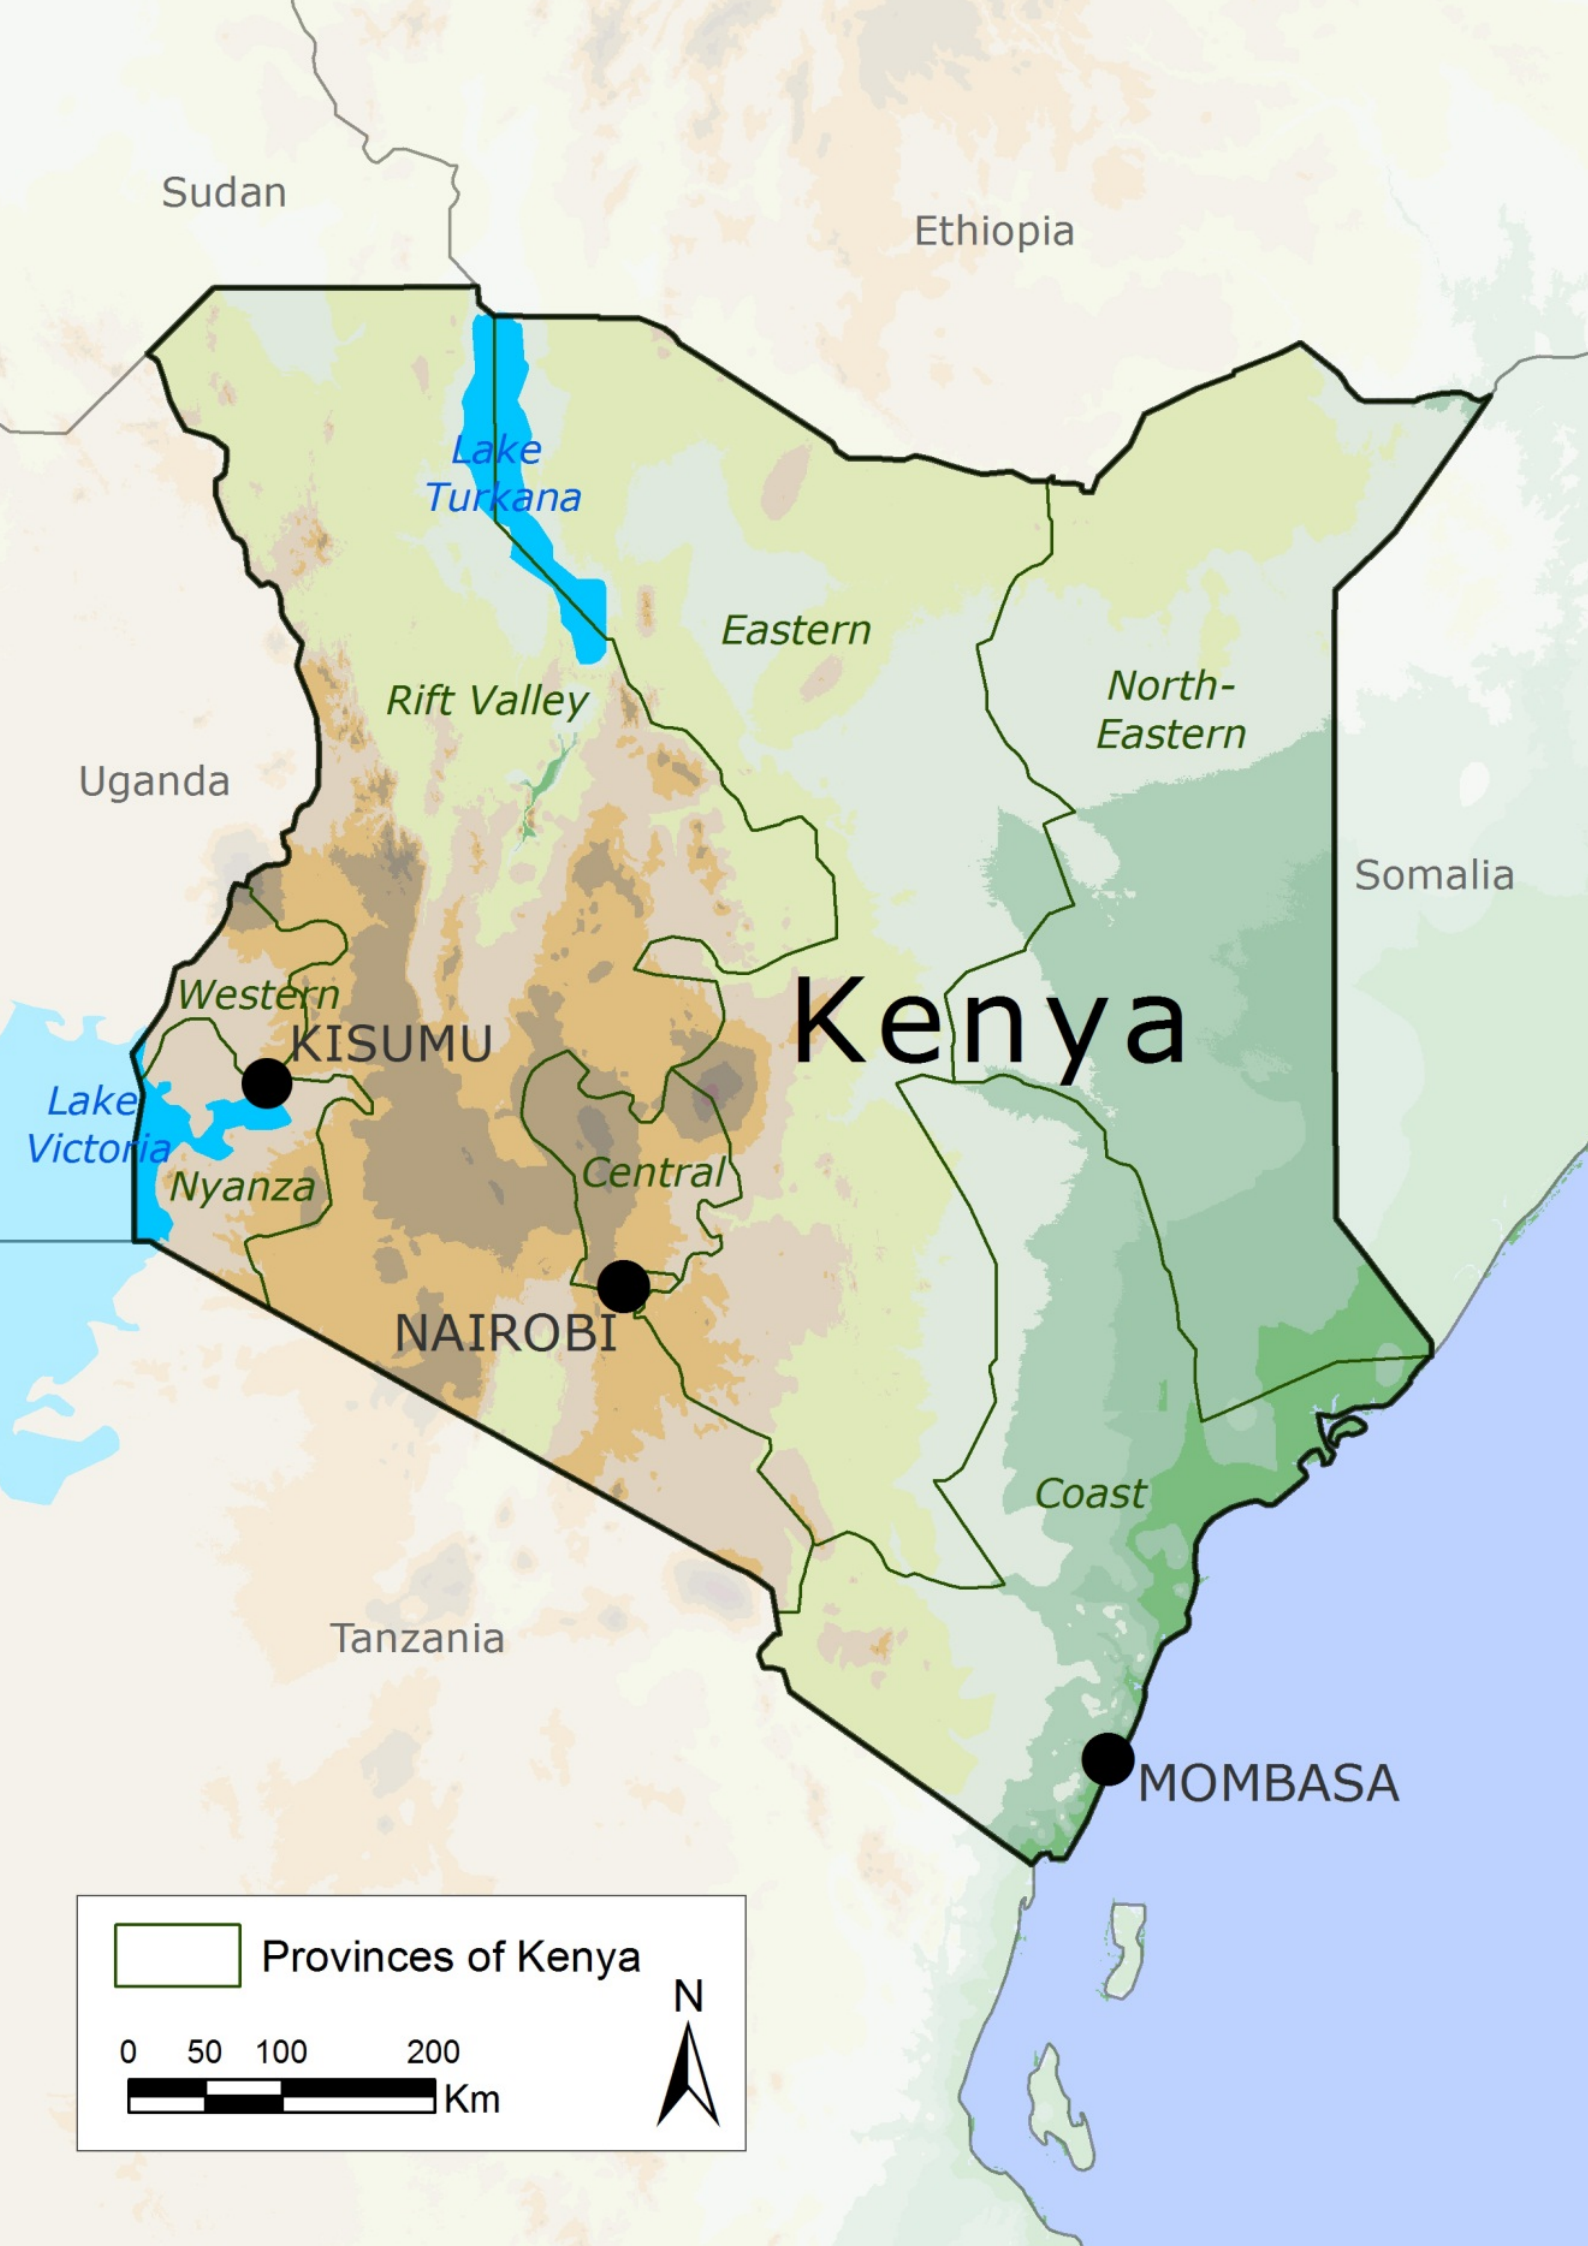 Sudan
Ethiopia
Lake
Turkana
Eastern
Rift Valley
North-
Eastern
Uganda
Somalia
Western
Kenya
KISUMU
Lake
Victoria
Nyanza
Central
NAIROBI
Coast
Tanzania
MOMBASA
Provinces of Kenya
N
0 50 100 200
Km